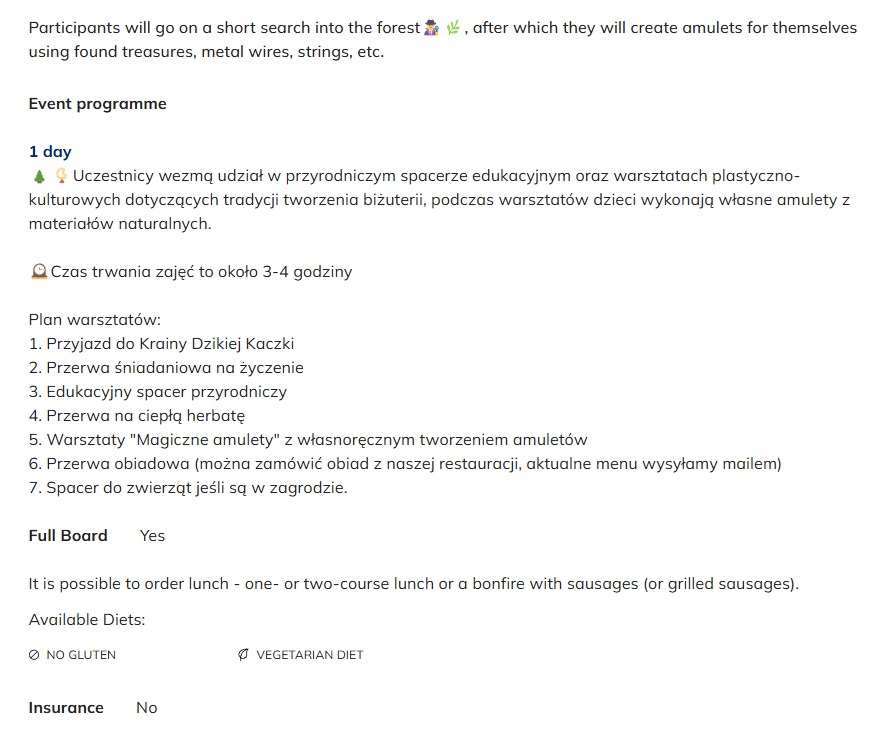 Participants will go on a short search into the forest 🕵️‍♀️ 🌿 , after which they will create amulets for themselves
using found treasures, metal wires, strings, etc.
Event programme
1 day
🌲 🪮 Uczestnicy wezmą udział w przyrodniczym spacerze edukacyjnym oraz warsztatach plastyczno-
kulturowych dotyczących tradycji tworzenia biżuterii, podczas warsztatów dzieci wykonają własne amulety z
materiałów naturalnych.
🕰️Czas trwania zajęć to około 3-4 godziny
Plan warsztatów:
1. Przyjazd do Krainy Dzikiej Kaczki
2. Przerwa śniadaniowa na życzenie
3. Edukacyjny spacer przyrodniczy
4. Przerwa na ciepłą herbatę
5. Warsztaty "Magiczne amulety" z własnoręcznym tworzeniem amuletów
6. Przerwa obiadowa (można zamówić obiad z naszej restauracji, aktualne menu wysyłamy mailem)
7. Spacer do zwierząt jeśli są w zagrodzie.
Full Board Yes
It is possible to order lunch - one- or two-course lunch or a bonfire with sausages (or grilled sausages).
Available Diets:
NO GLUTEN VEGETARIAN DIET
Insurance No